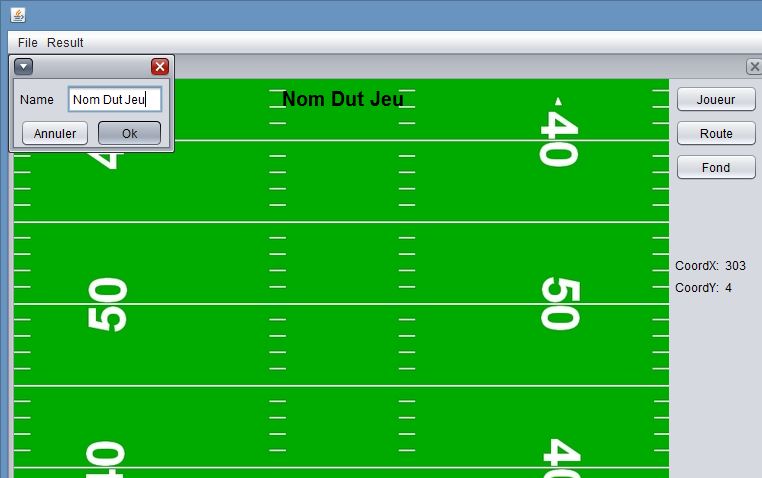 File Result
Name Nom Dut Jeu
Annuler Ok
Nom Dut Jeu
Joueur
Route
Fond
CoordX: 303
CoordY: 4
40
50
50
40